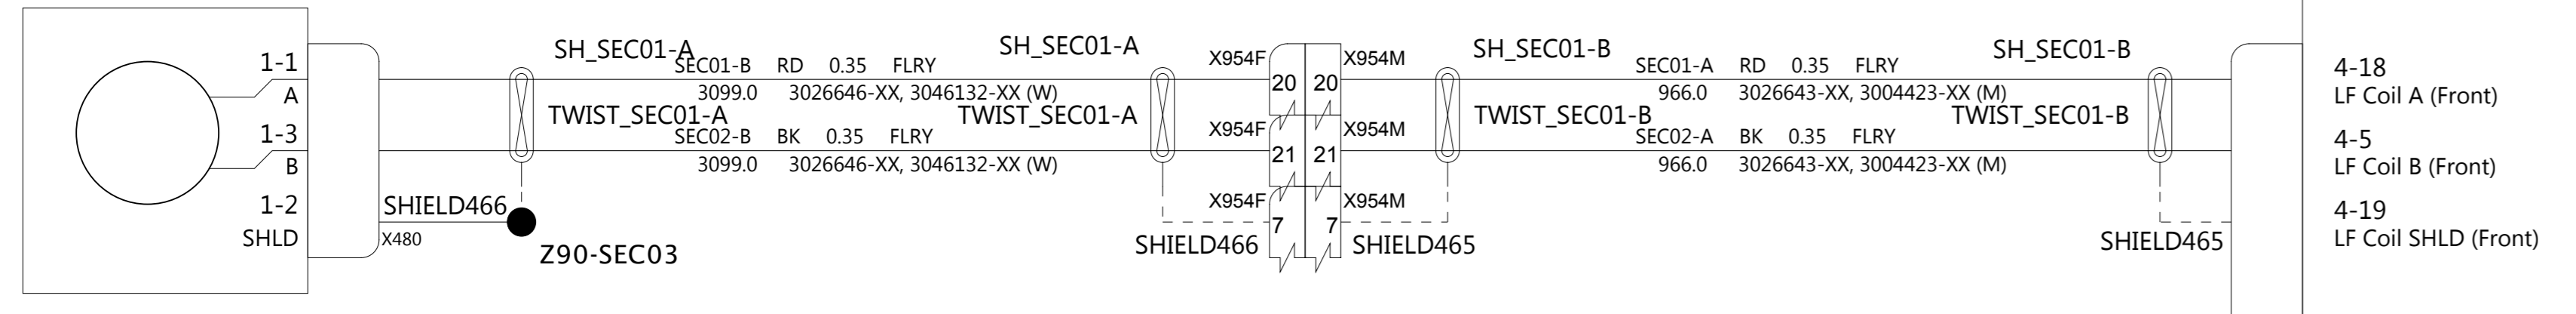 1-1
A
1-3
B
1-2
SHLD
X480
SHIELD466
Z90-SEC03
SH_SEC01-A
SEC01-B RD 0.35 FLRY
3099.0 3026646-XX, 3046132-XX (W)
TWIST_SEC01-A
SEC02-B BK 0.35 FLRY
3099.0 3026646-XX, 3046132-XX (W)
SH_SEC01-A
TWIST_SEC01-A
SHIELD466
X954F
20
20
X954M
X954F
21
21
X954M
X954F
7
7
X954M
SHIELD465
SH_SEC01-B
TWIST_SEC01-B
SEC01-A RD 0.35 FLRY
966.0 3026643-XX, 3004423-XX (M)
SEC02-A BK 0.35 FLRY
966.0 3026643-XX, 3004423-XX (M)
SH_SEC01-B
TWIST_SEC01-B
SHIELD465
4-18
LF Coil A (Front)
4-5
LF Coil B (Front)
4-19
LF Coil SHLD (Front)